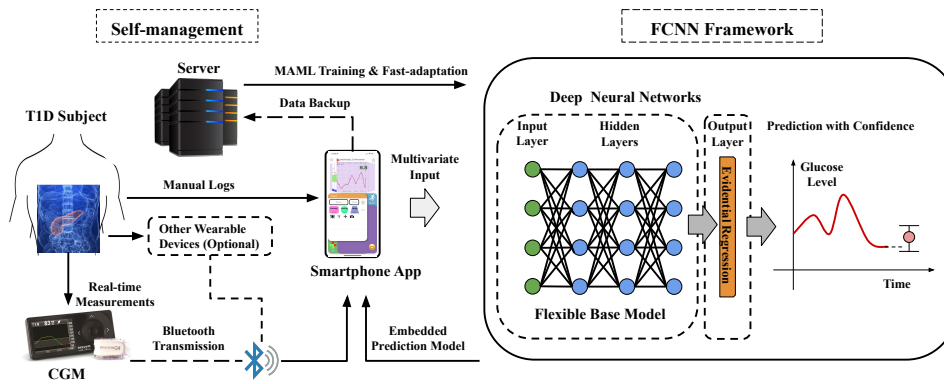 Self-management
FCNN Framework
Server
MAML Training & Fast-adaptation
Data Backup
T1D Subject
Manual Logs
Multivariate
Input
Other Wearable
Devices (Optional)
Smartphone App
Real-time
Measurements
Bluetooth
Transmission
Embedded
Prediction Model
CGM
Deep Neural Networks
Input
Layer
Hidden
Layers
Output
Layer
Evidential Regression
Flexible Base Model
Prediction with Confidence
Glucose
Level
Time